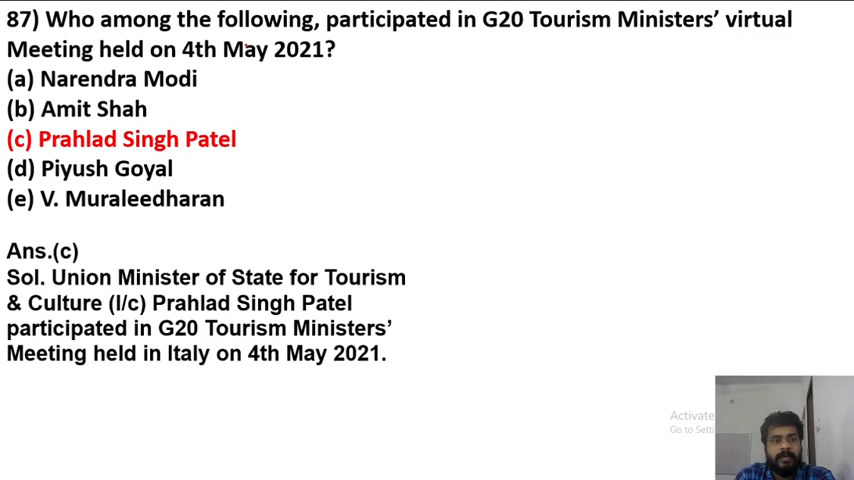 87) Who among the following, participated in G20 Tourism Ministers’ virtual
Meeting held on 4th May 2021?
(a) Narendra Modi
(b) Amit Shah
(c) Prahlad Singh Patel
(d) Piyush Goyal
(e) V. Muraleedharan
Ans.(c)
Sol. Union Minister of State for Tourism
& Culture (I/c) Prahlad Singh Patel
participated in G20 Tourism Ministers’
Meeting held in Italy on 4th May 2021.
Activate
Go to Setti